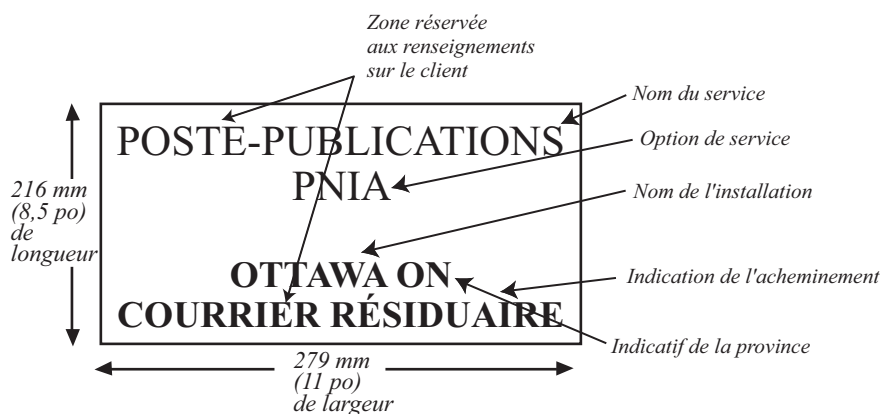 Zone réservée
aux renseignements
sur le client
Nom du service
POSTE-PUBLICATIONS
Option de service
PNIA
216 mm
(8,5 po)
de
longueur
Nom de l'installation
OTTAWA ON
Indication de l'acheminement
COURRIER RÉSIDUAIRE
Indicatif de la province
279 mm
(11 po)
de largeur